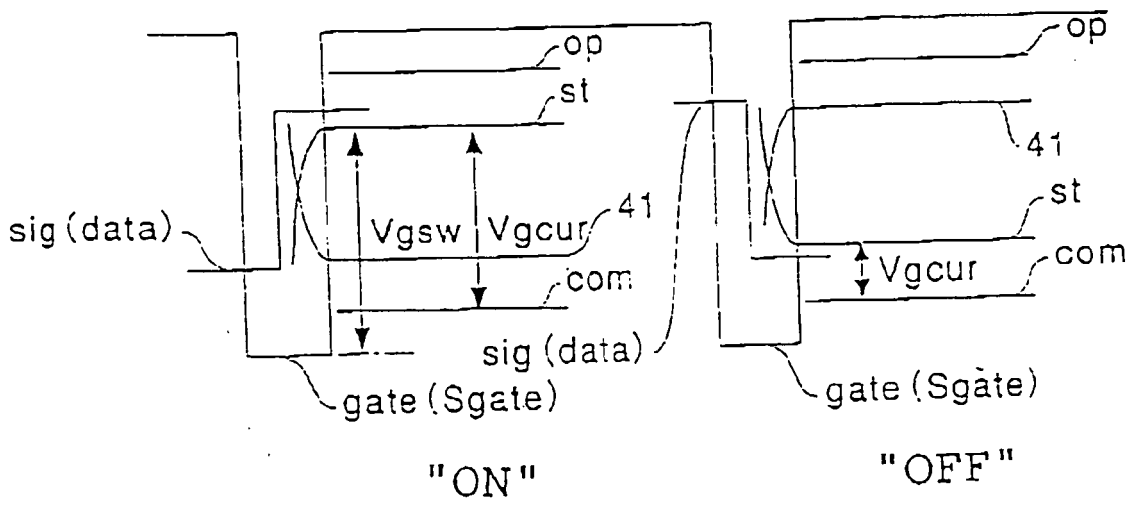 op
st
41
sig (data)
Vgsw
Vgcur
com
gate (Sgate)
"ON"
op
41
st
com
Vgcur
sig (data)
gate (Sgate)
"OFF"